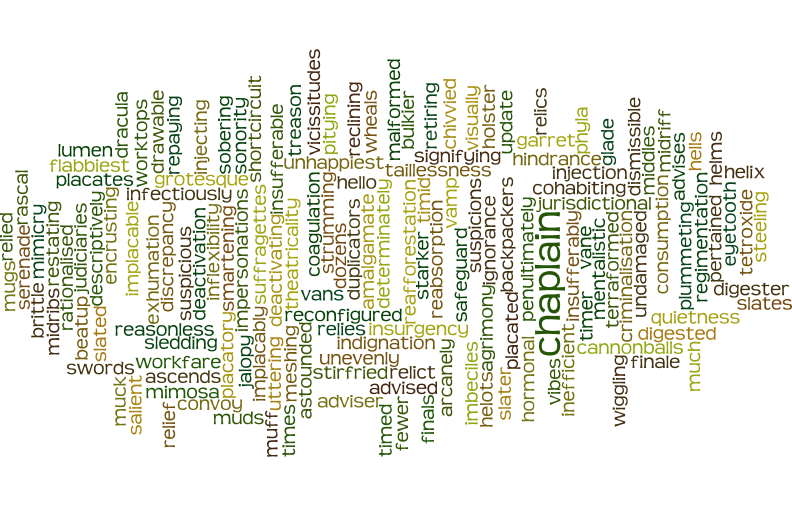 lumen
flabbiest
placates
dracula
worktops
drawable
repaying
injecting
sobering
sonority
shortcircuit
grotesque
infectiously
insufferable
treason
vicissitudes
pitying
reclining
wheals
malformed
bulkier
retiring
chivvied
visually
holster
update
relics
garret
phyla
glade
dismissible
middles
midriff
advises
hells
helms
helix
unhappiest
signifying
taillessness
hindrance
injection
cohabiting
jurisdictional
hello
mugs
relied
serenade
rascal
brittle
mimicry
midribs
restating
rationalised
beatup
judiciaries
slated
descriptively
encrusting
implacable
exhumation
discrepancy
suspicious
deactivation
inflexibility
placatory
smartening
jalopy
impersonations
implacably
suffragettes
uttering
deactivating
meshing
theatricality
astounded
coagulation
strumming
dozens
duplicators
amalgamate
determinately
reafforestation
starker
timid
reabsorption
vamp
safeguard
suspicions
ignorance
backpackers
agrimony
placated
penultimately
hormonal
chaplain
vibes
insufferably
inefficient
timer
vane
mentalistic
terraformed
criminalisation
undamaged
consumption
plummeting
regimentation
pertained
eyetooth
tetroxide
steeling
digester
slates
quietness
digested
cannonballs
finale
much
wiggling
vans
reconfigured
relies
insurgency
indignation
unevenly
stirfried
relict
advised
adviser
arcanely
imbeciles
helots
slater
reasonless
sledding
workfare
swords
ascends
mimosa
muck
salient
relief
convoy
muds
muff
times
timed
fewer
finals